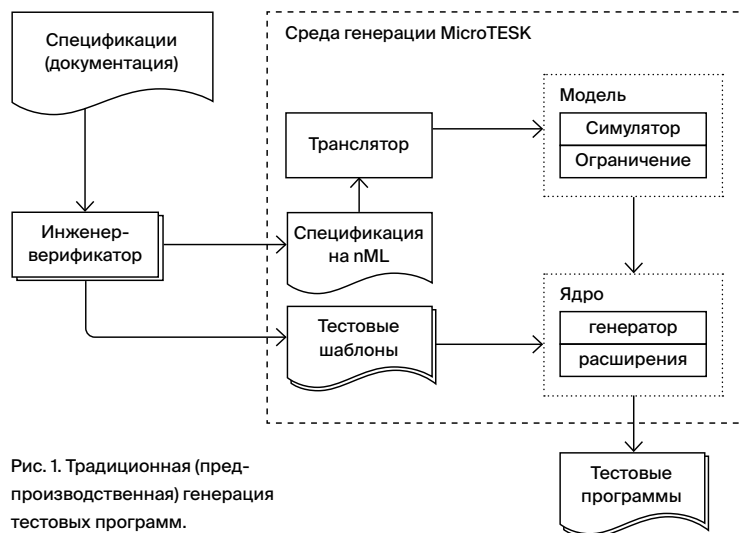 Спецификации
(документация)
Среда генерации MicroTESK
Модель
Симулятор
Ограничение
Транслятор
Инженер-
верификатор
Спецификация
на nML
Тестовые
шаблоны
Ядро
генератор
расширения
Тестовые
программы
Рис. 1. Традиционная (пред-
производственная) генерация
тестовых программ.